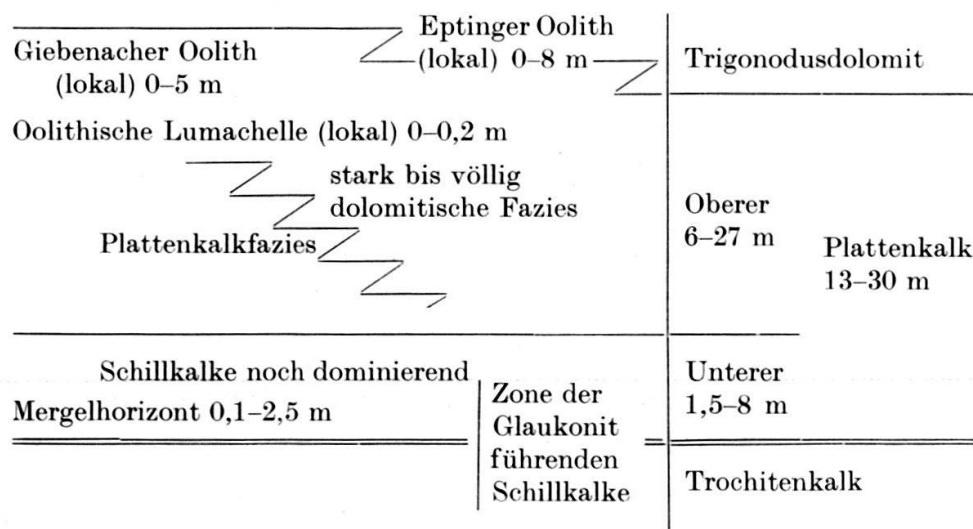 Eptinger Oolith
Giebenacher Oolith
(lokal) 0–8 m
Trigonodusdolomit
(lokal) 0–5 m
Oolithische Lumachelle (lokal) 0–0,2 m
stark bis völlig
dolomitische Fazies
Oberer
6–27 m
Plattenkalkfazies
Plattenkalk
13–30 m
Schillkalke noch dominierend
Unterer
1,5–8 m
Mergelhorizont 0,1–2,5 m
Zone der
Glaukonit
führenden
Schillkalke
Trochitenkalk